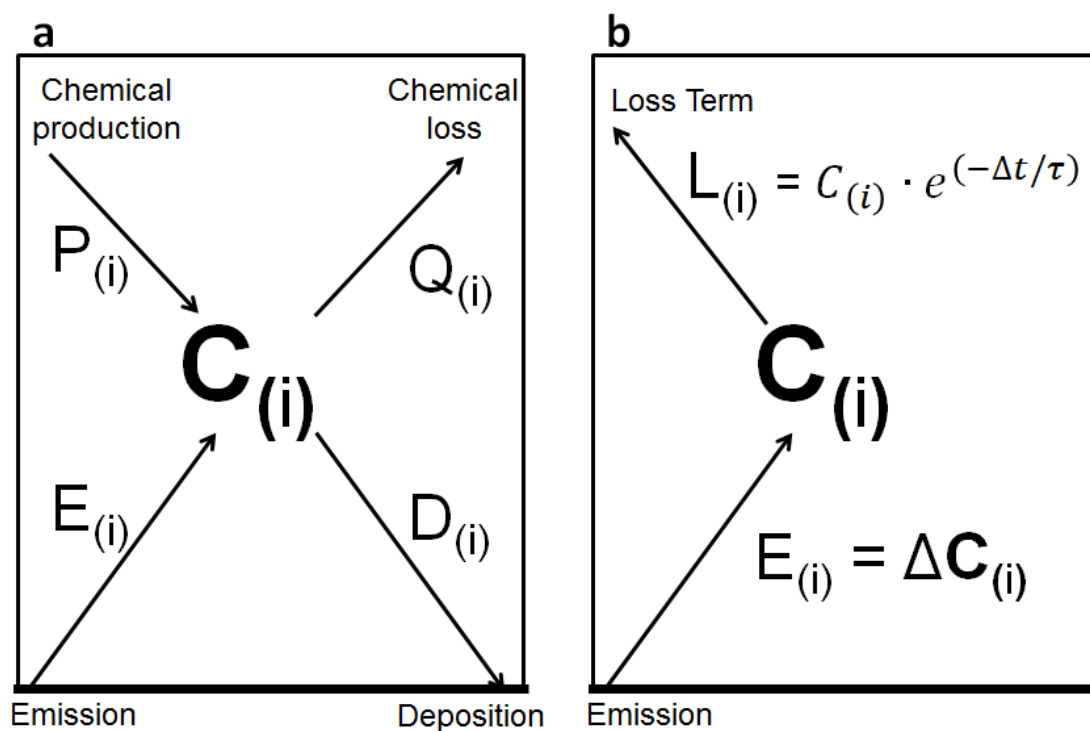 a
Chemical
production
Chemical
loss
P(i)
Q(i)
C(i)
E(i)
D(i)
Emission
Deposition
b
Loss Term
L(i) = C(i) · e^(−Δt/τ)
C(i)
E(i) = ΔC(i)
Emission